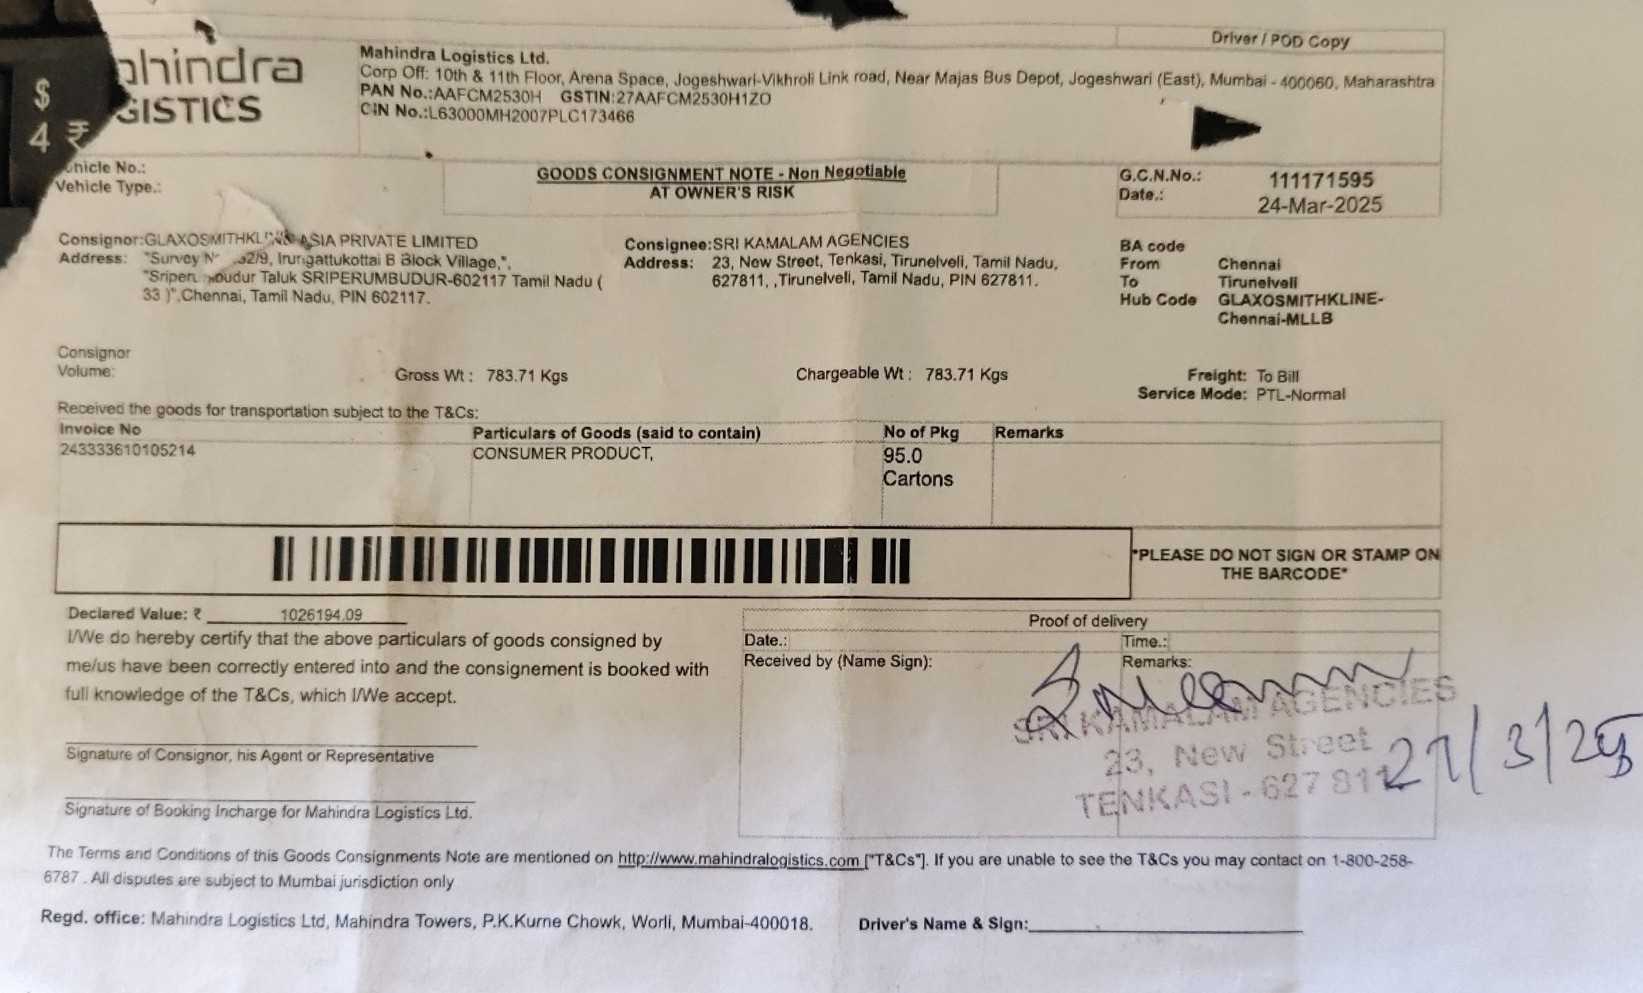 Driver / POD Copy
ahindra
GISTICS
Mahindra Logistics Ltd.
Corp Off: 10th & 11th Floor, Arena Space, Jogeshwari-Vikhroli Link road, Near Majas Bus Depot, Jogeshwari (East), Mumbai - 400060, Maharashtra
PAN No.:AAFCM2530H GSTIN:27AAFCM2530H1ZO
CIN No.:L63000MH2007PLC173466
$
4 ₹
hicle No.:
Vehicle Type.:
GOODS CONSIGNMENT NOTE - Non Negotiable
AT OWNER'S RISK
G.C.N.No.: 111171595
Date.: 24-Mar-2025
Consignor:GLAXOSMITHKL ASIA PRIVATE LIMITED
Address: "Survey N 32/9, Irungattukottai B Block Village,",
"Sriper oudur Taluk SRIPERUMBUDUR-602117 Tamil Nadu (
33 )",Chennai, Tamil Nadu, PIN 602117.
Consignee:SRI KAMALAM AGENCIES
Address: 23, New Street, Tenkasi, Tirunelveli, Tamil Nadu,
627811, ,Tirunelveli, Tamil Nadu, PIN 627811.
BA code
From Chennai
To Tirunelveli
Hub Code GLAXOSMITHKLINE-
Chennai-MLLB
Consignor
Volume:
Gross Wt : 783.71 Kgs
Chargeable Wt : 783.71 Kgs
Freight: To Bill
Service Mode: PTL-Normal
Received the goods for transportation subject to the T&Cs:
Invoice No Particulars of Goods (said to contain) No of Pkg Remarks
243333610105214 CONSUMER PRODUCT, 95.0
Cartons
*PLEASE DO NOT SIGN OR STAMP ON
THE BARCODE*
Declared Value: ₹ 1026194.09
I/We do hereby certify that the above particulars of goods consigned by
me/us have been correctly entered into and the consignement is booked with
full knowledge of the T&Cs, which I/We accept.
Signature of Consignor, his Agent or Representative
Signature of Booking Incharge for Mahindra Logistics Ltd.
Proof of delivery
Date.: Time.:
Received by (Name Sign): Remarks:
SRI KAMALAM AGENCIES
23, New Street
TENKASI - 627 811
27/3/25
The Terms and Conditions of this Goods Consignments Note are mentioned on http://www.mahindralogistics.com ["T&Cs"]. If you are unable to see the T&Cs you may contact on 1-800-258-
6787 . All disputes are subject to Mumbai jurisdiction only
Regd. office: Mahindra Logistics Ltd, Mahindra Towers, P.K.Kurne Chowk, Worli, Mumbai-400018.
Driver's Name & Sign: